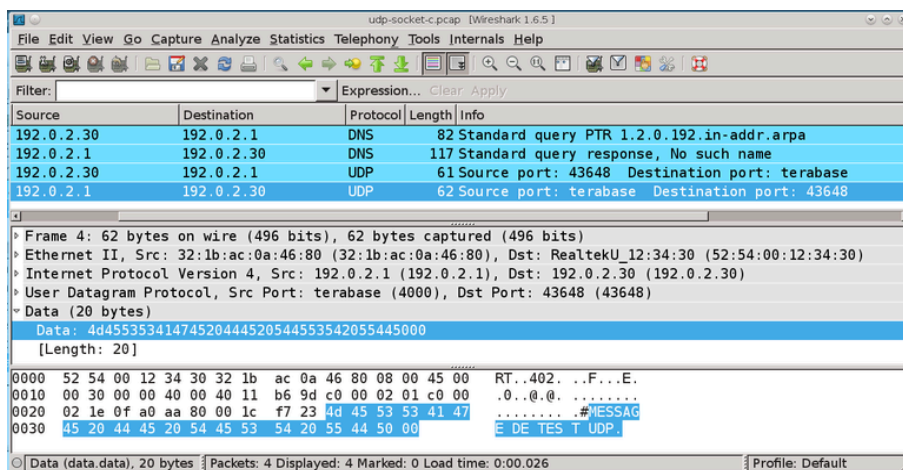 udp-socket-c.pcap [Wireshark 1.6.5 ]
File Edit View Go Capture Analyze Statistics Telephony Tools Internals Help
Filter: Expression... Clear Apply
Source Destination Protocol Length Info
192.0.2.30 192.0.2.1 DNS 82 Standard query PTR 1.2.0.192.in-addr.arpa
192.0.2.1 192.0.2.30 DNS 117 Standard query response, No such name
192.0.2.30 192.0.2.1 UDP 61 Source port: 43648 Destination port: terabase
192.0.2.1 192.0.2.30 UDP 62 Source port: terabase Destination port: 43648
Frame 4: 62 bytes on wire (496 bits), 62 bytes captured (496 bits)
Ethernet II, Src: 32:1b:ac:0a:46:80 (32:1b:ac:0a:46:80), Dst: RealtekU_12:34:30 (52:54:00:12:34:30)
Internet Protocol Version 4, Src: 192.0.2.1 (192.0.2.1), Dst: 192.0.2.30 (192.0.2.30)
User Datagram Protocol, Src Port: terabase (4000), Dst Port: 43648 (43648)
Data (20 bytes)
Data: 4d455353414745204445205445535420554450​00
[Length: 20]
0000 52 54 00 12 34 30 32 1b ac 0a 46 80 08 00 45 00 RT..402. ..F...E.
0010 00 30 00 00 40 00 40 11 b6 9d c0 00 02 01 c0 00 .0..@.@. ........
0020 02 1e 0f a0 aa 80 00 1c f7 23 4d 45 53 53 41 47 ........ .#MESSAG
0030 45 20 44 45 20 54 45 53 54 20 55 44 50 00 E DE TES T UDP.
Data (data.data), 20 bytes Packets: 4 Displayed: 4 Marked: 0 Load time: 0:00.026 Profile: Default